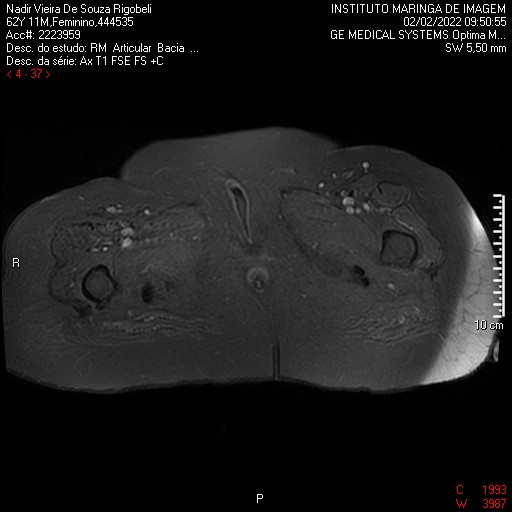 Nadir Vieira De Souza Rigobeli
62Y 11M,Feminino,444535
Acc#: 2223959
Desc. do estudo: RM Articular Bacia ...
Desc. da série: Ax T1 FSE FS +C
< 4 - 37 >
INSTITUTO MARINGA DE IMAGEM
02/02/2022 09:50:55
GE MEDICAL SYSTEMS Optima M...
SW 5,50 mm
R
10 cm
P
C 1993
W 3987